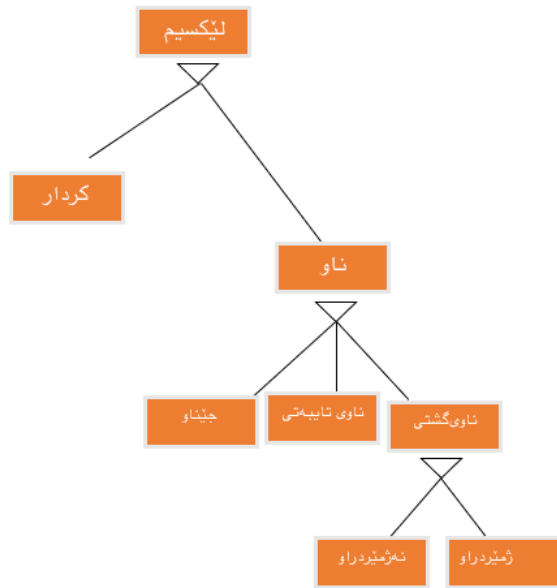 لێکسیم
کردار
ناو
ناوی‌گشتی
ناوی تایبەتی
جێناو
ژمێردراو
نەژمێردراو